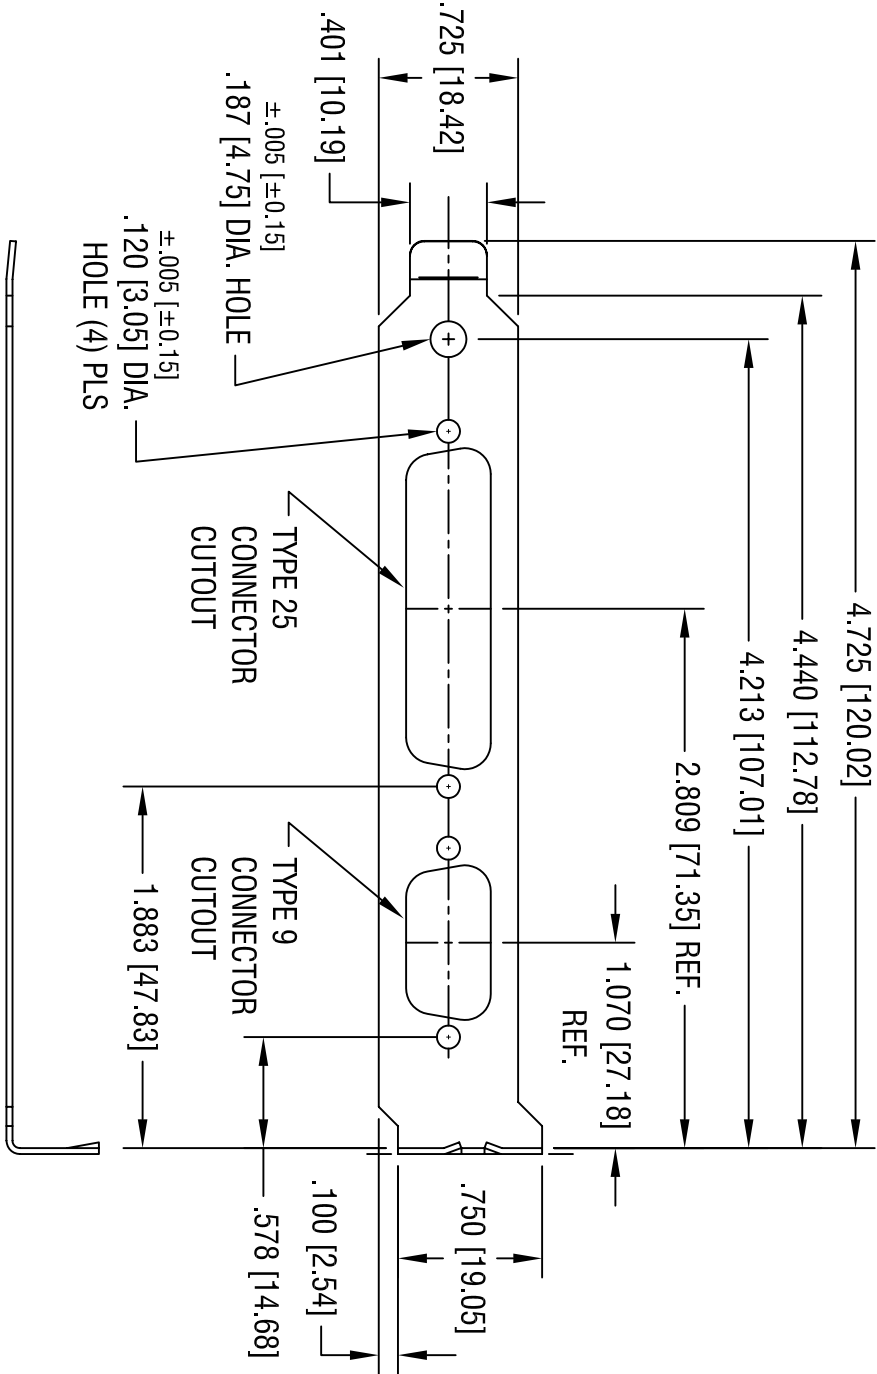 4.725 [120.02]
4.440 [112.78]
4.213 [107.01]
2.809 [71.35] REF.
1.070 [27.18]
REF.
.725 [18.42]
.750 [19.05]
.401 [10.19]
.100 [2.54]
±.005 [±0.15]
.187 [4.75] DIA. HOLE
TYPE 25
CONNECTOR
CUTOUT
TYPE 9
CONNECTOR
CUTOUT
.578 [14.68]
±.005 [±0.15]
.120 [3.05] DIA.
HOLE (4) PLS
1.883 [47.83]